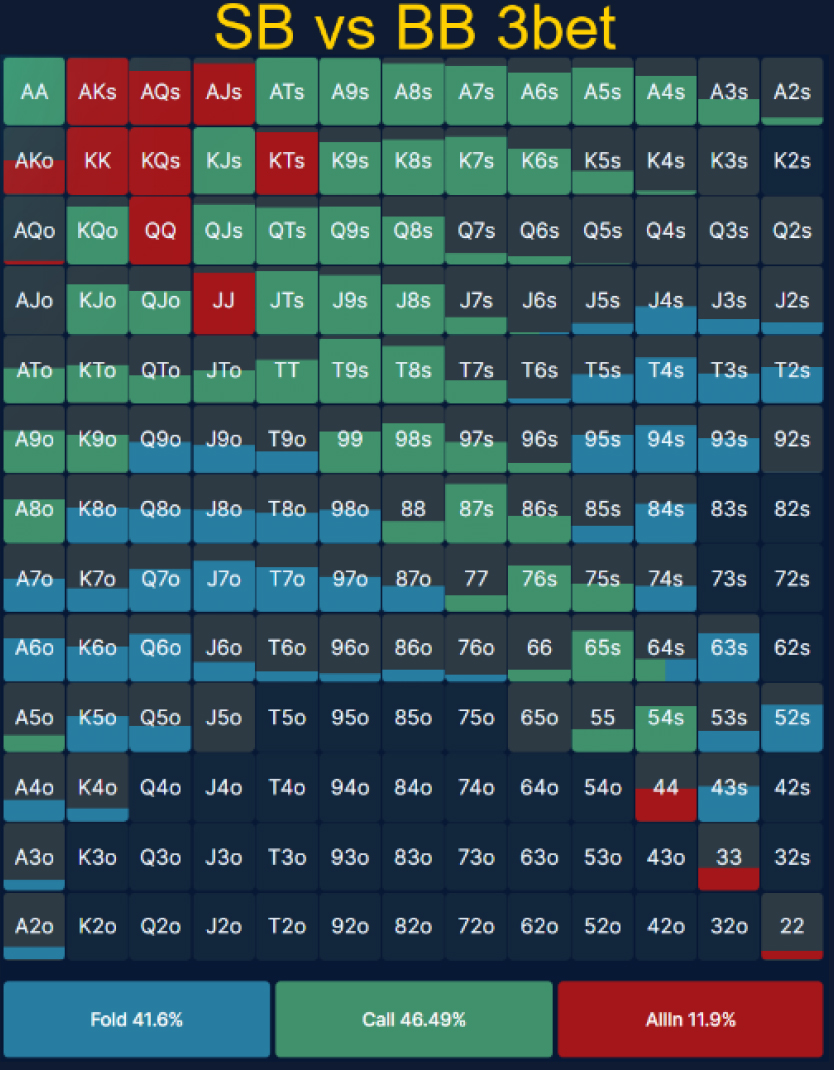 SB vs BB 3bet
AA AKs AQs AJs ATs A9s A8s A7s A6s A5s A4s A3s A2s
AKo KK KQs KJs KTs K9s K8s K7s K6s K5s K4s K3s K2s
AQo KQo QQ QJs QTs Q9s Q8s Q7s Q6s Q5s Q4s Q3s Q2s
AJo KJo QJo JJ JTs J9s J8s J7s J6s J5s J4s J3s J2s
ATo KTo QTo JTo TT T9s T8s T7s T6s T5s T4s T3s T2s
A9o K9o Q9o J9o T9o 99 98s 97s 96s 95s 94s 93s 92s
A8o K8o Q8o J8o T8o 98o 88 87s 86s 85s 84s 83s 82s
A7o K7o Q7o J7o T7o 97o 87o 77 76s 75s 74s 73s 72s
A6o K6o Q6o J6o T6o 96o 86o 76o 66 65s 64s 63s 62s
A5o K5o Q5o J5o T5o 95o 85o 75o 65o 55 54s 53s 52s
A4o K4o Q4o J4o T4o 94o 84o 74o 64o 54o 44 43s 42s
A3o K3o Q3o J3o T3o 93o 83o 73o 63o 53o 43o 33 32s
A2o K2o Q2o J2o T2o 92o 82o 72o 62o 52o 42o 32o 22
Fold 41.6% Call 46.49% AllIn 11.9%